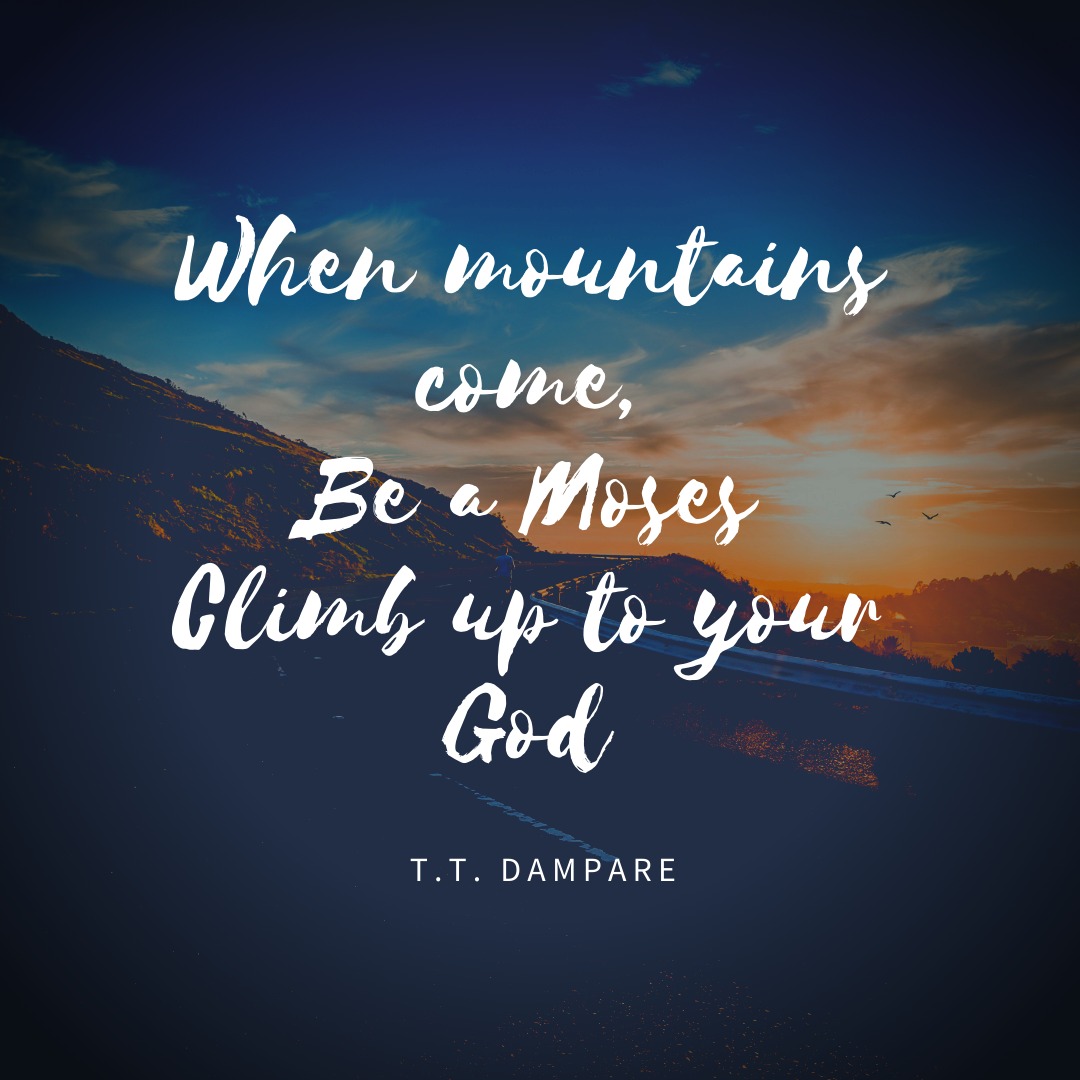 When mountains
come,
Be a Moses
Climb up to your
God
T.T. DAMPARE